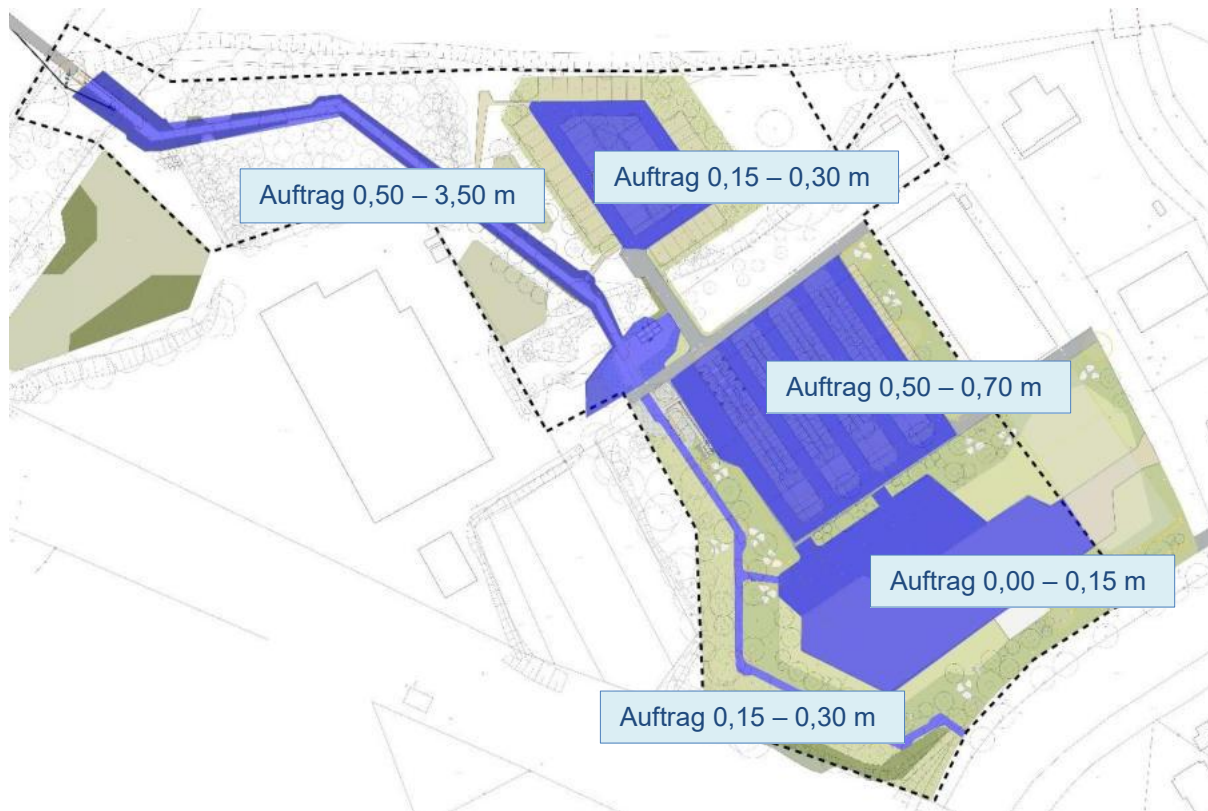 Auftrag 0,15 – 0,30 m
Auftrag 0,50 – 3,50 m
Auftrag 0,50 – 0,70 m
Auftrag 0,00 – 0,15 m
Auftrag 0,15 – 0,30 m